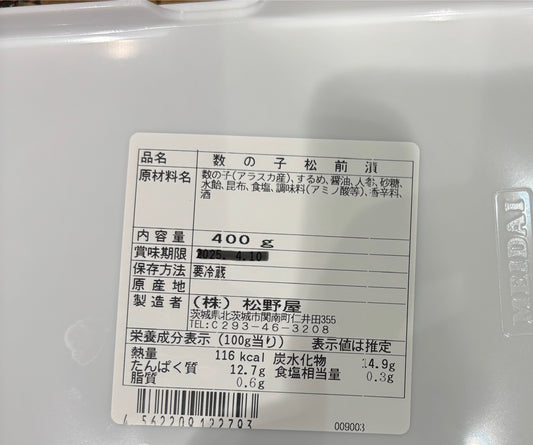 品名 数の子松前漬
原材料名 数の子(アラスカ産)、するめ、醤油、人参、砂糖、
水飴、昆布、食塩、調味料(アミノ酸等)、香辛料、
酒
内容量 400g
賞味期限 2025. 4.10
保存方法 要冷蔵
原産地
製造者 (株)松野屋
茨城県北茨城市関南町仁井田355
TEL:0293-46-3208
栄養成分表示(100g当り) 表示値は推定
熱量 116kcal 炭水化物 14.9g
たんぱく質 12.7g 食塩相当量 0.3g
脂質 0.6g
4 562209122793
009003
MEIDAI